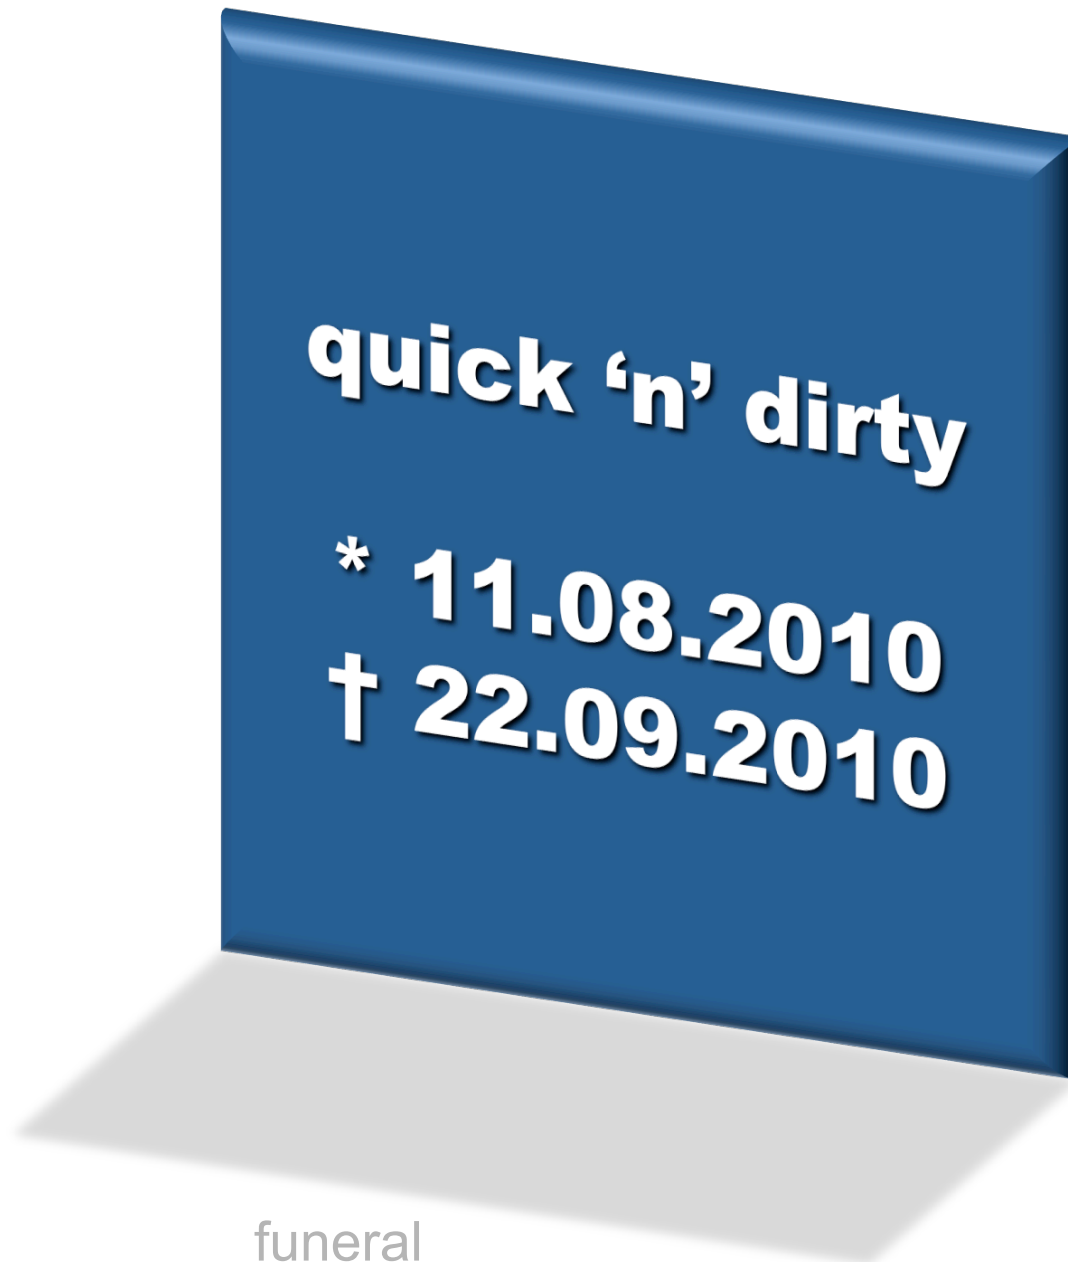 quick ‘n’ dirty
* 11.08.2010
† 22.09.2010
funeral